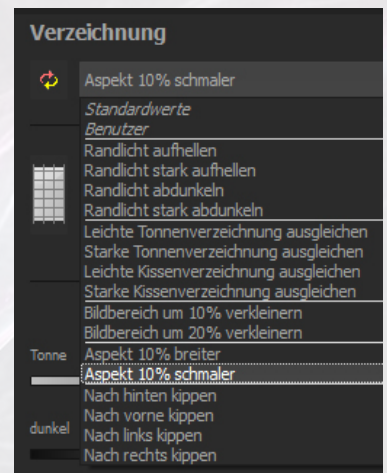 Verzeichnung
Aspekt 10% schmaler
Standardwerte
Benutzer
Randlicht aufhellen
Randlicht stark aufhellen
Randlicht abdunkeln
Randlicht stark abdunkeln
Leichte Tonnenverzeichnung ausgleichen
Starke Tonnenverzeichnung ausgleichen
Leichte Kissenverzeichnung ausgleichen
Starke Kissenverzeichnung ausgleichen
Bildbereich um 10% verkleinern
Bildbereich um 20% verkleinern
Tonne Aspekt 10% breiter
Aspekt 10% schmaler
Nach hinten kippen
Nach vorne kippen
dunkel
Nach links kippen
Nach rechts kippen